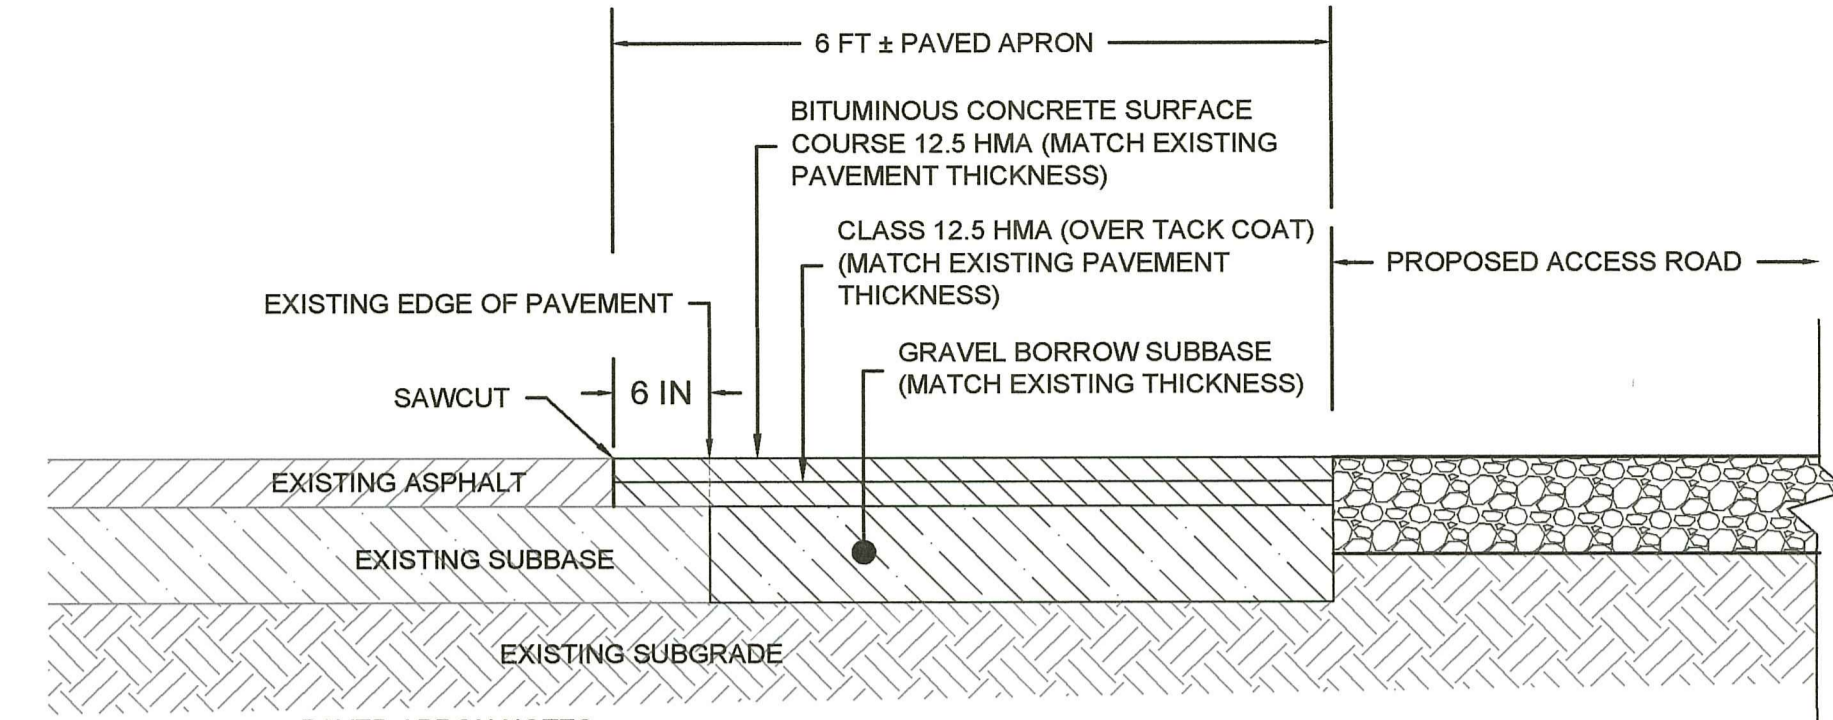 6 FT ± PAVED APRON
BITUMINOUS CONCRETE SURFACE
COURSE 12.5 HMA (MATCH EXISTING
PAVEMENT THICKNESS)
CLASS 12.5 HMA (OVER TACK COAT)
(MATCH EXISTING PAVEMENT
THICKNESS)
PROPOSED ACCESS ROAD
EXISTING EDGE OF PAVEMENT
GRAVEL BORROW SUBBASE
(MATCH EXISTING THICKNESS)
SAWCUT
6 IN
EXISTING ASPHALT
EXISTING SUBBASE
EXISTING SUBGRADE